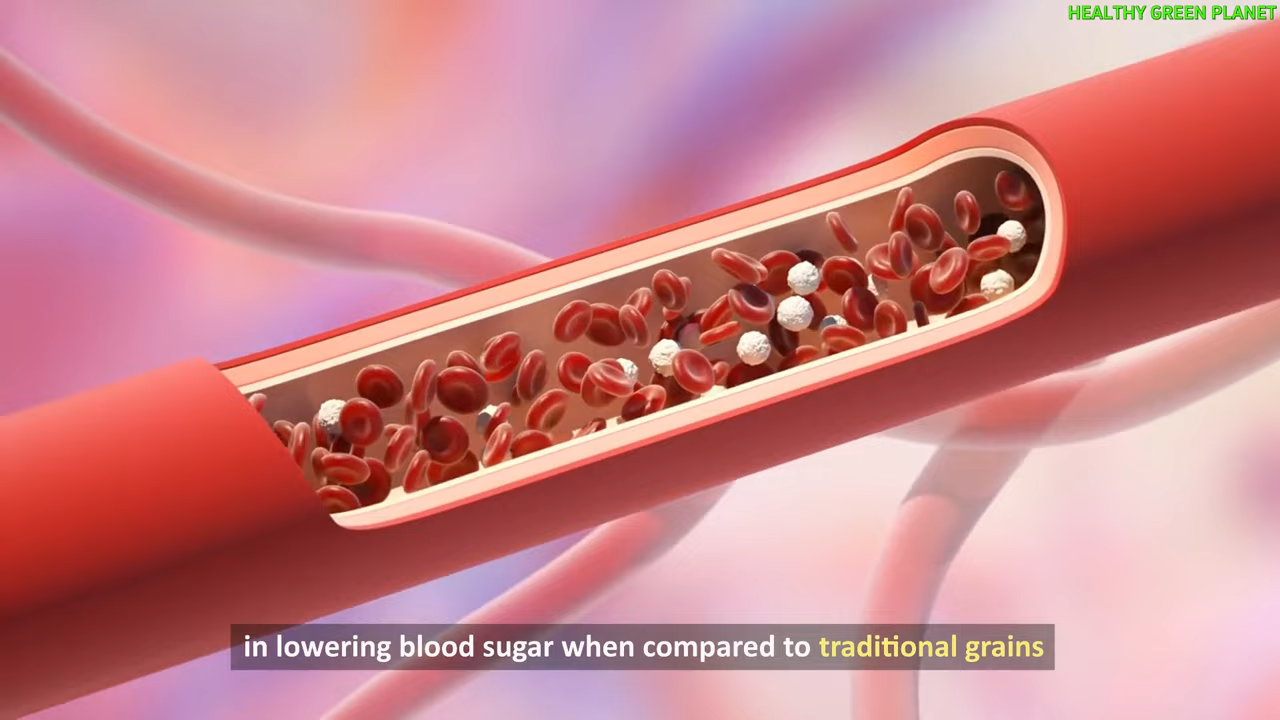 HEALTHY GREEN PLANET
in lowering blood sugar when compared to traditional grains